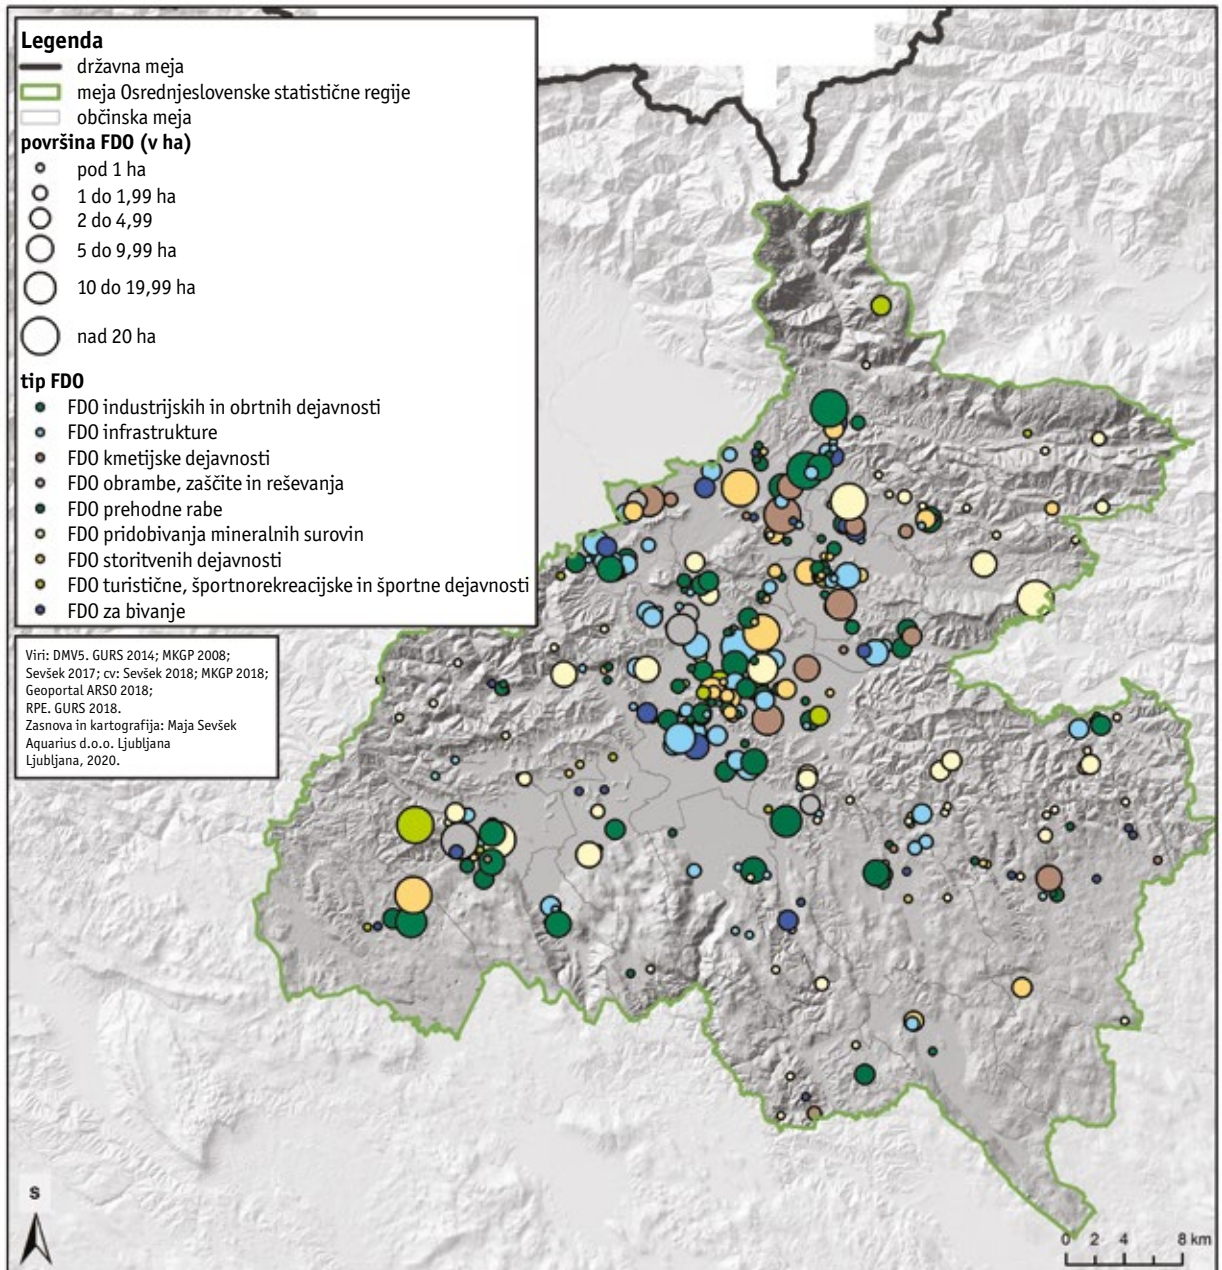 Legenda
državna meja
meja Osrednjeslovenske statistične regije
občinska meja
površina FDO (v ha)
pod 1 ha
1 do 1,99 ha
2 do 4,99
5 do 9,99 ha
10 do 19,99 ha
nad 20 ha
tip FDO
FDO industrijskih in obrtnih dejavnosti
FDO infrastrukture
FDO kmetijske dejavnosti
FDO obrambe, zaščite in reševanja
FDO prehodne rabe
FDO pridobivanja mineralnih surovin
FDO storitvenih dejavnosti
FDO turistične, športnorekreacijske in športne dejavnosti
FDO za bivanje
Viri: DMV5. GURS 2014; MKGP 2008;
Sevšek 2017; cv: Sevšek 2018; MKGP 2018;
Geoportal ARSO 2018;
RPE. GURS 2018.
Zasnova in kartografija: Maja Sevšek
Aquarius d.o.o. Ljubljana
Ljubljana, 2020.
S
0 2 4 8 km